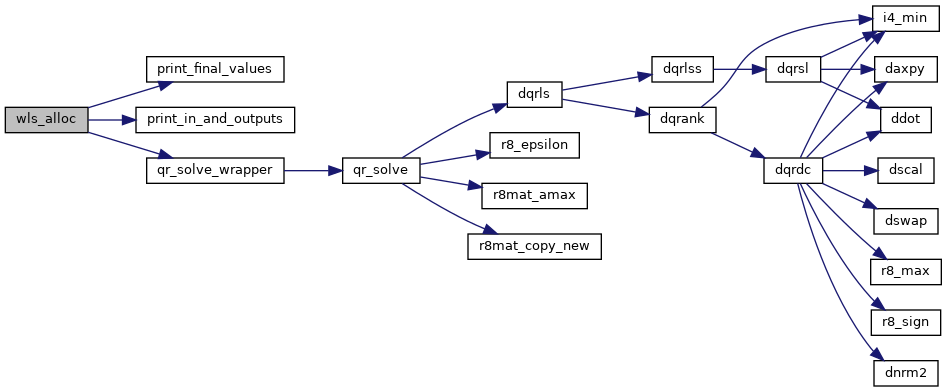 wls_alloc
print_final_values
print_in_and_outputs
qr_solve_wrapper
qr_solve
dqrls
r8_epsilon
r8mat_amax
r8mat_copy_new
dqrlss
dqrank
dqrsl
dqrdc
i4_min
daxpy
ddot
dscal
dswap
r8_max
r8_sign
dnrm2